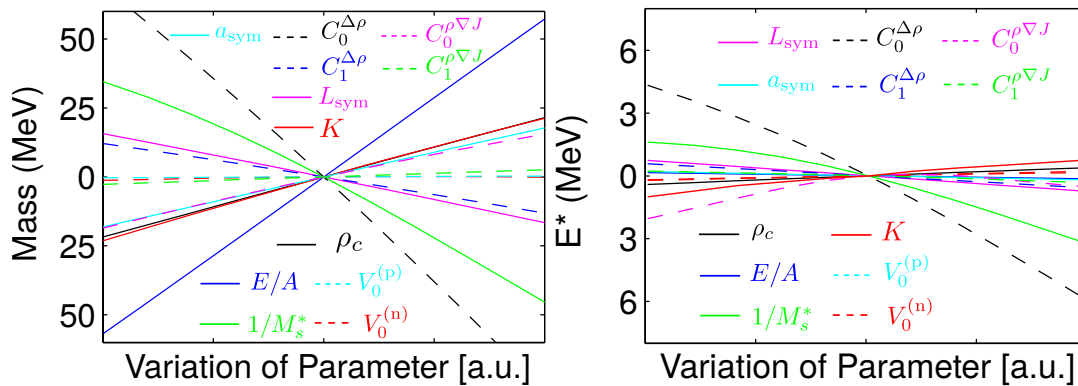 50
25
0
25
50
Mass (MeV)
a_sym
C_0^{Δρ}
C_0^{ρ∇J}
C_1^{Δρ}
C_1^{ρ∇J}
L_sym
K
ρ_c
E/A
V_0^{(p)}
1/M_s^*
V_0^{(n)}
Variation of Parameter [a.u.]
6
3
0
3
6
E* (MeV)
L_sym
C_0^{Δρ}
C_0^{ρ∇J}
a_sym
C_1^{Δρ}
C_1^{ρ∇J}
ρ_c
K
E/A
V_0^{(p)}
1/M_s^*
V_0^{(n)}
Variation of Parameter [a.u.]